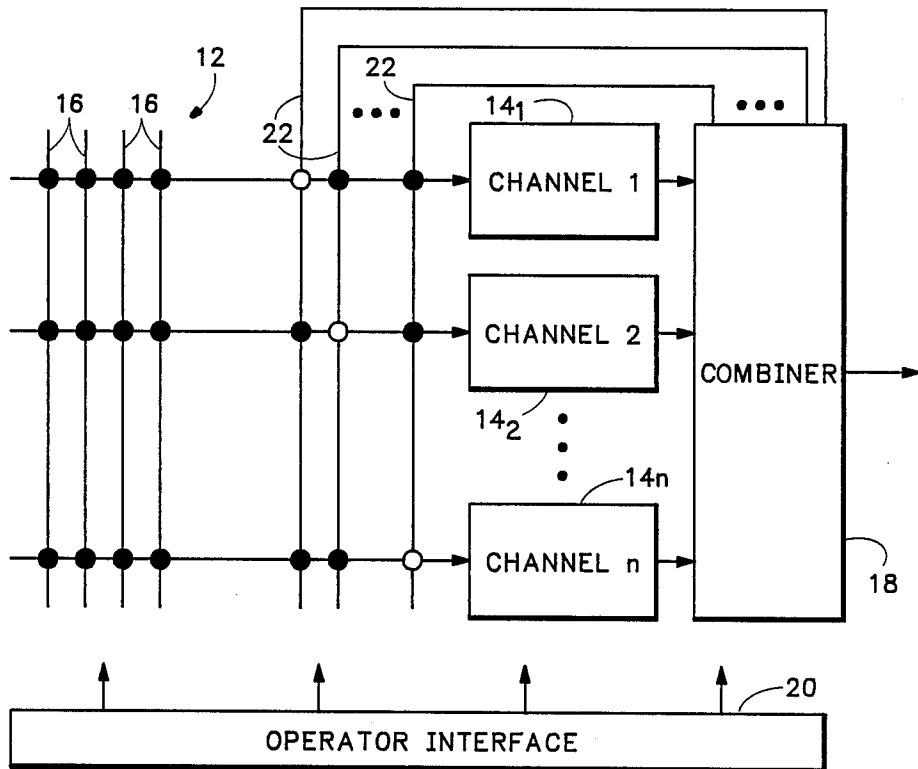 12
16
16
22
22
14₁
CHANNEL 1
CHANNEL 2
14₂
COMBINER
14n
CHANNEL n
18
20
OPERATOR INTERFACE